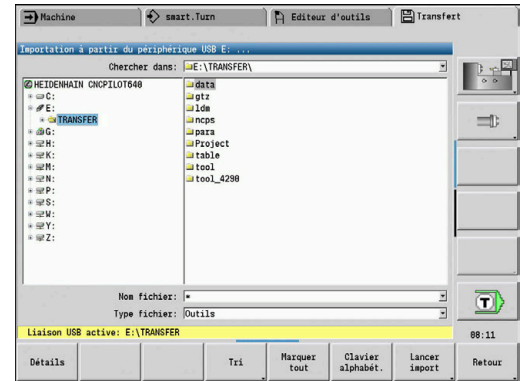 Machine
smart.Turn
Editeur d'outils
Transfert
Importation à partir du périphérique USB E: ...
Chercher dans: E:\TRANSFER\
HEIDENHAIN CNCPILOT640
C:
E:
TRANSFER
G:
H:
K:
M:
N:
P:
S:
W:
Y:
Z:
data
gtz
ldm
ncps
para
Project
table
tool
tool_4290
Nom fichier: *
Type fichier: Outils
Liaison USB active: E:\TRANSFER
T
08:11
Détails
Tri
Marquer tout
Clavier alphabét.
Lancer import
Retour